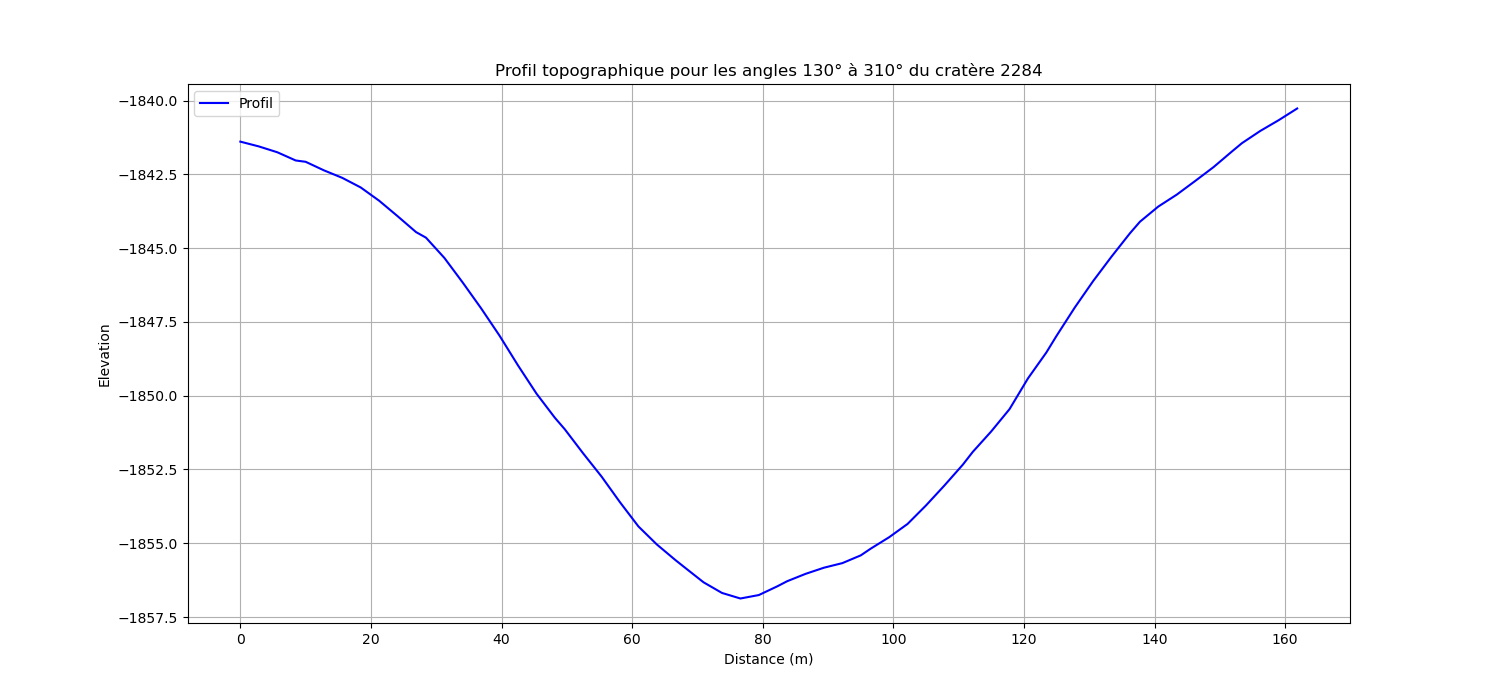 Profil topographique pour les angles 130° à 310° du cratère 2284
Profil
−1840.0
−1842.5
−1845.0
−1847.5
−1850.0
−1852.5
−1855.0
−1857.5
Elevation
0 20 40 60 80 100 120 140 160
Distance (m)